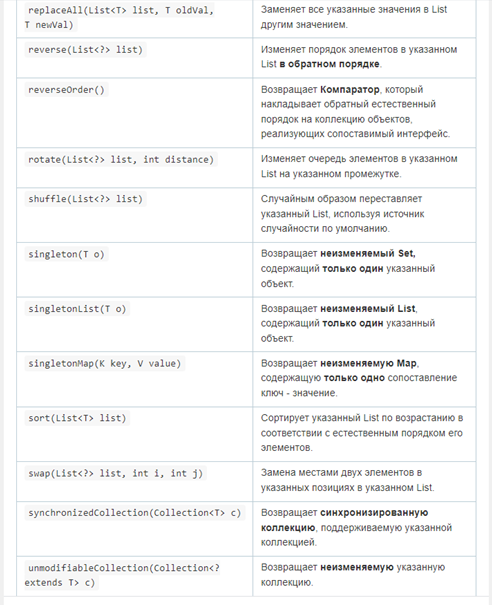 replaceAll(List<T> list, T oldVal,
T newVal)
Заменяет все указанные значения в List
другим значением.
reverse(List<?> list)
Изменяет порядок элементов в указанном
List в обратном порядке.
reverseOrder()
Возвращает Компаратор, который
накладывает обратный естественный
порядок на коллекцию объектов,
реализующих сопоставимый интерфейс.
rotate(List<?> list, int distance)
Изменяет очередь элементов в указанном
List на указанном промежутке.
shuffle(List<?> list)
Случайным образом переставляет
указанный List, используя источник
случайности по умолчанию.
singleton(T o)
Возвращает неизменяемый Set,
содержащий только один указанный
объект.
singletonList(T o)
Возвращает неизменяемый List,
содержащий только один указанный
объект.
singletonMap(K key, V value)
Возвращает неизменяемую Map,
содержащую только одно сопоставление
ключ - значение.
sort(List<T> list)
Сортирует указанный List по возрастанию в
соответствии с естественным порядком его
элементов.
swap(List<?> list, int i, int j)
Замена местами двух элементов в
указанных позициях в указанном List.
synchronizedCollection(Collection<T> c)
Возвращает синхронизированную
коллекцию, поддерживаемую указанной
коллекцией.
unmodifiableCollection(Collection<?
extends T> c)
Возвращает неизменяемую указанную
коллекцию.